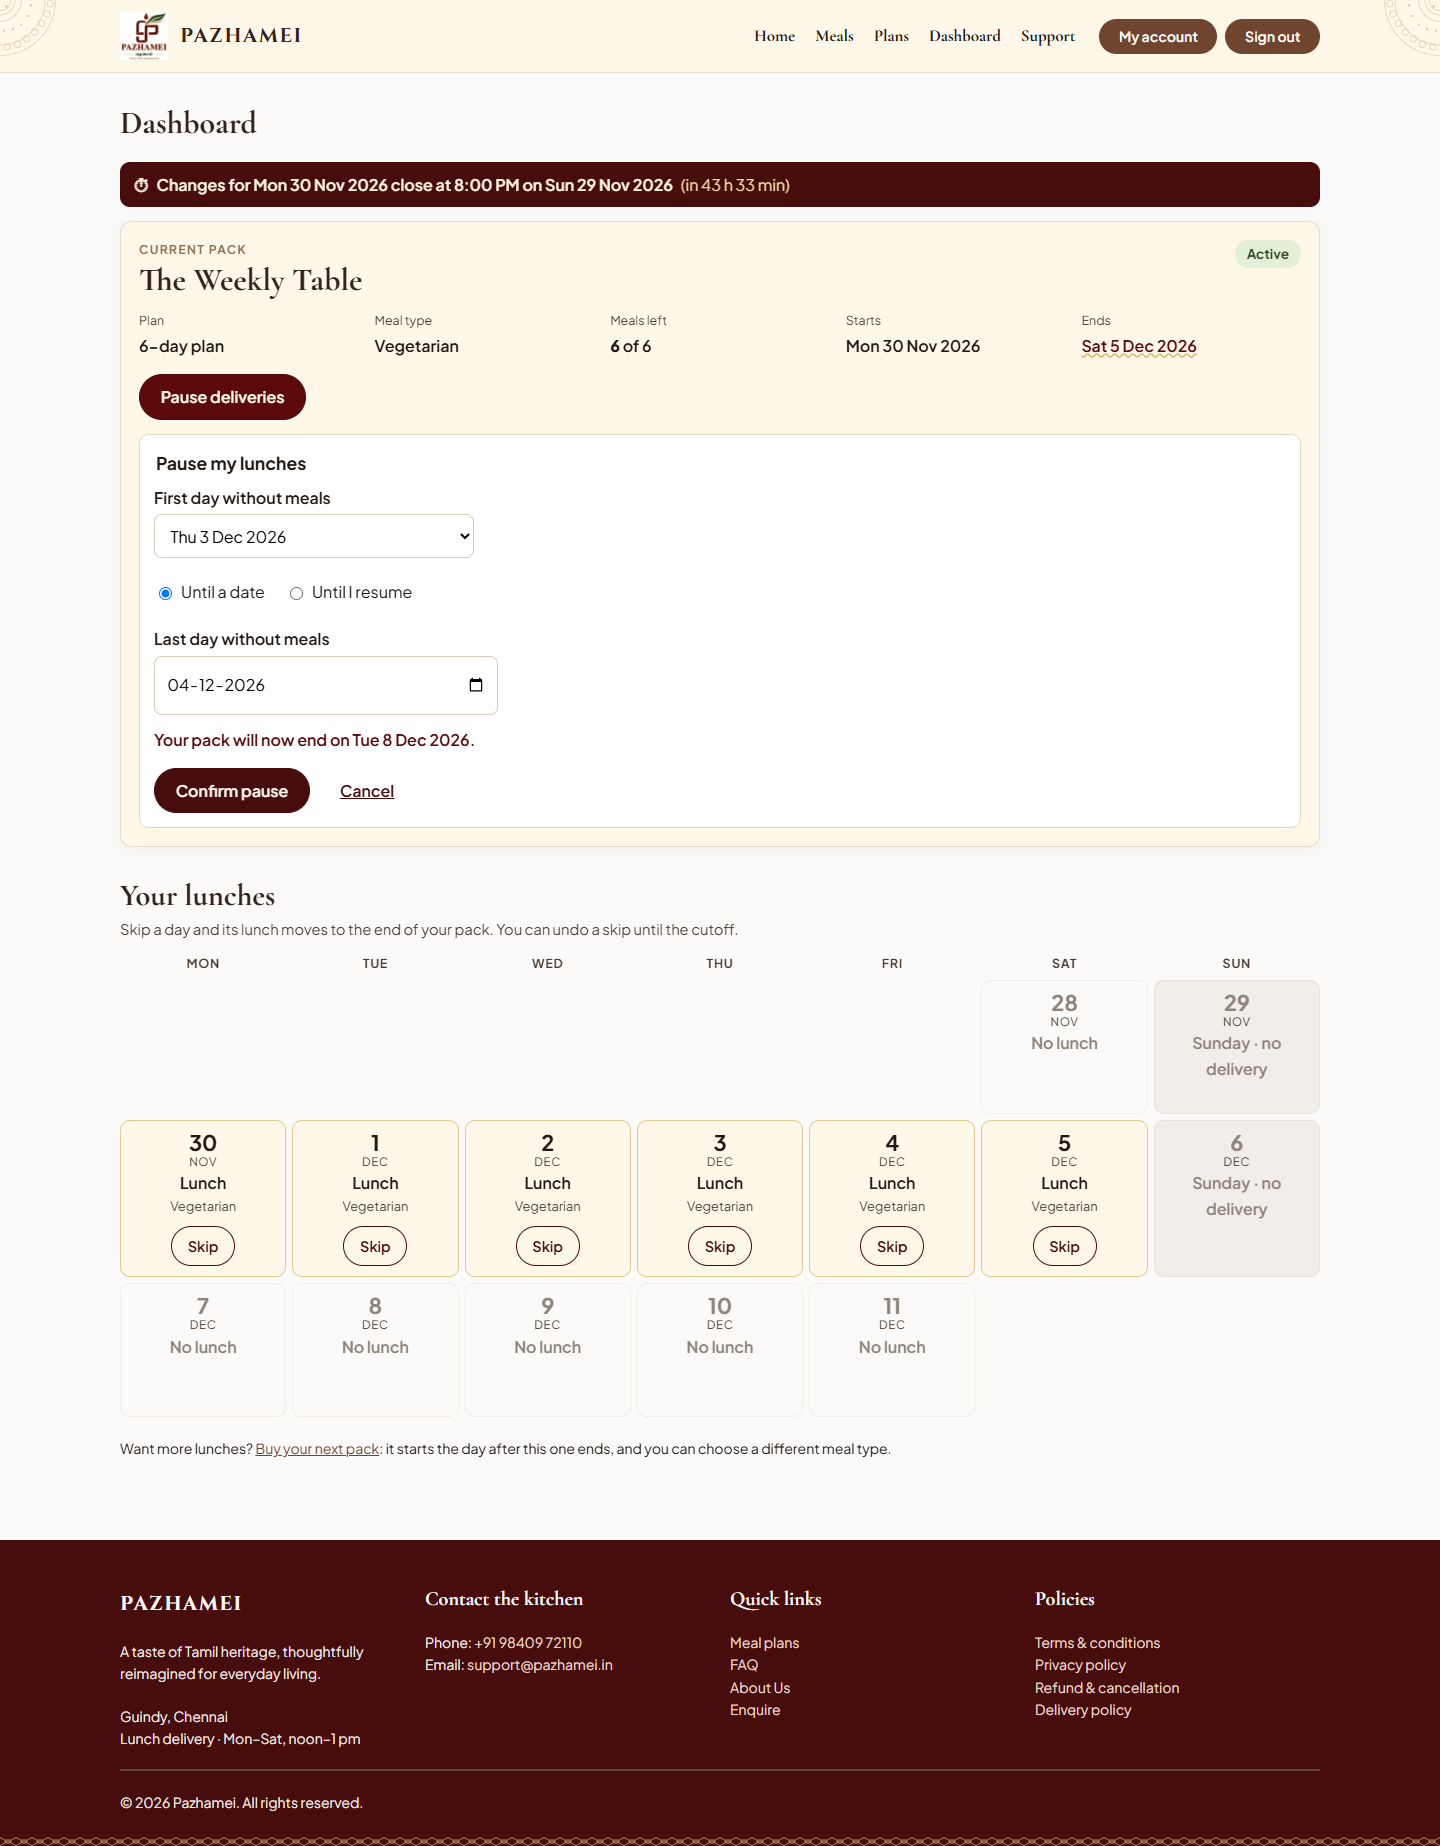 PAZHAMEI
PAZHAMEI
Home Meals Plans Dashboard Support My account Sign out
Dashboard
Changes for Mon 30 Nov 2026 close at 8:00 PM on Sun 29 Nov 2026 (in 43 h 33 min)
CURRENT PACK
Active
The Weekly Table
Plan Meal type Meals left Starts Ends
6-day plan Vegetarian 6 of 6 Mon 30 Nov 2026 Sat 5 Dec 2026
Pause deliveries
Pause my lunches
First day without meals
Thu 3 Dec 2026
Until a date Until I resume
Last day without meals
04-12-2026
Your pack will now end on Tue 8 Dec 2026.
Confirm pause Cancel
Your lunches
Skip a day and its lunch moves to the end of your pack. You can undo a skip until the cutoff.
MON TUE WED THU FRI SAT SUN
28 29
NOV NOV
No lunch Sunday · no
delivery
30 1 2 3 4 5 6
NOV DEC DEC DEC DEC DEC DEC
Lunch Lunch Lunch Lunch Lunch Lunch Sunday · no
delivery
Vegetarian Vegetarian Vegetarian Vegetarian Vegetarian Vegetarian
Skip Skip Skip Skip Skip Skip
7 8 9 10 11
DEC DEC DEC DEC DEC
No lunch No lunch No lunch No lunch No lunch
Want more lunches? Buy your next pack: it starts the day after this one ends, and you can choose a different meal type.
PAZHAMEI
A taste of Tamil heritage, thoughtfully
reimagined for everyday living.
Guindy, Chennai
Lunch delivery · Mon–Sat, noon–1 pm
Contact the kitchen
Phone: +91 98409 72110
Email: support@pazhamei.in
Quick links
Meal plans
FAQ
About Us
Enquire
Policies
Terms & conditions
Privacy policy
Refund & cancellation
Delivery policy
© 2026 Pazhamei. All rights reserved.